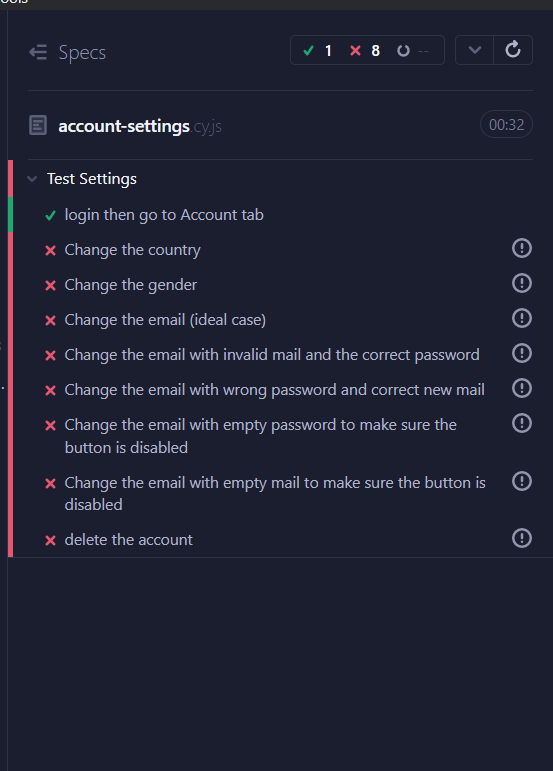 Specs
1 8 --
account-settings.cy.js 00:32
Test Settings
login then go to Account tab
Change the country
Change the gender
Change the email (ideal case)
Change the email with invalid mail and the correct password
Change the email with wrong password and correct new mail
Change the email with empty password to make sure the
button is disabled
Change the email with empty mail to make sure the button is
disabled
delete the account